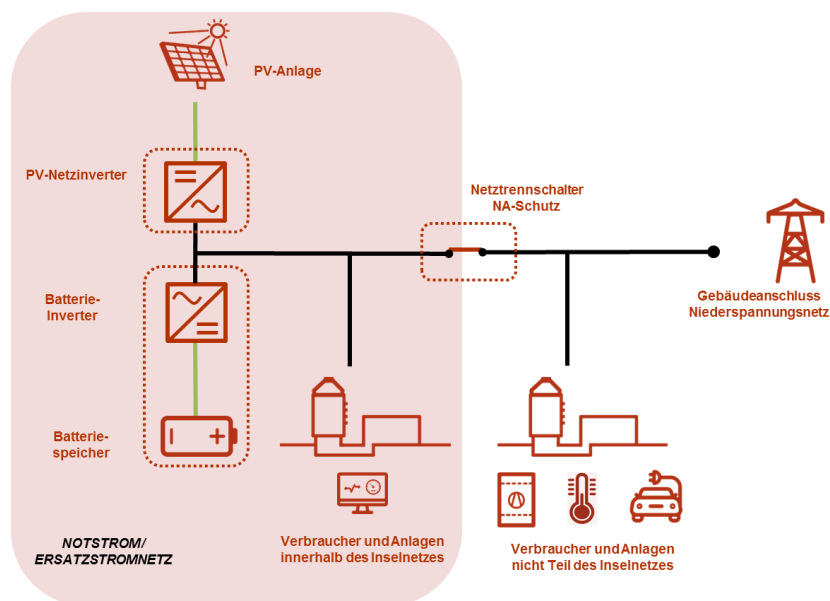 PV-Anlage
PV-Netzinverter
Netztrennschalter
NA-Schutz
Batterie-
Inverter
Gebäudeanschluss
Niederspannungsnetz
Batterie-
speicher
NOTSTROM/
ERSATZSTROMNETZ
Verbraucher und Anlagen
innerhalb des Inselnetzes
Verbraucher und Anlagen
nicht Teil des Inselnetzes